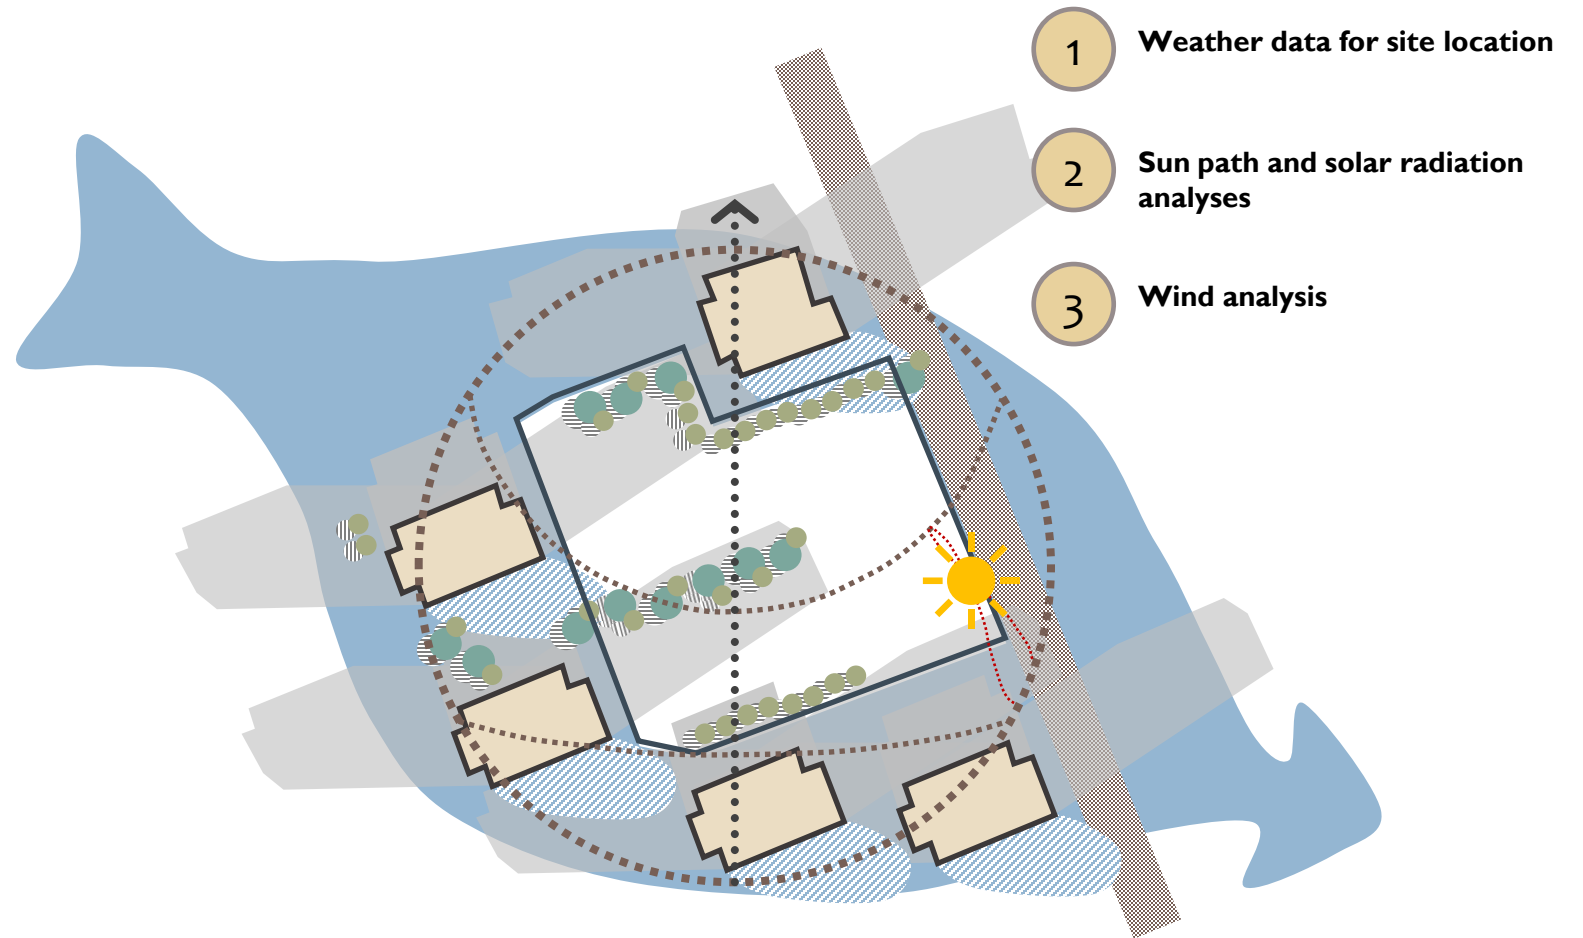 1
Weather data for site location
2
Sun path and solar radiation
analyses
3
Wind analysis